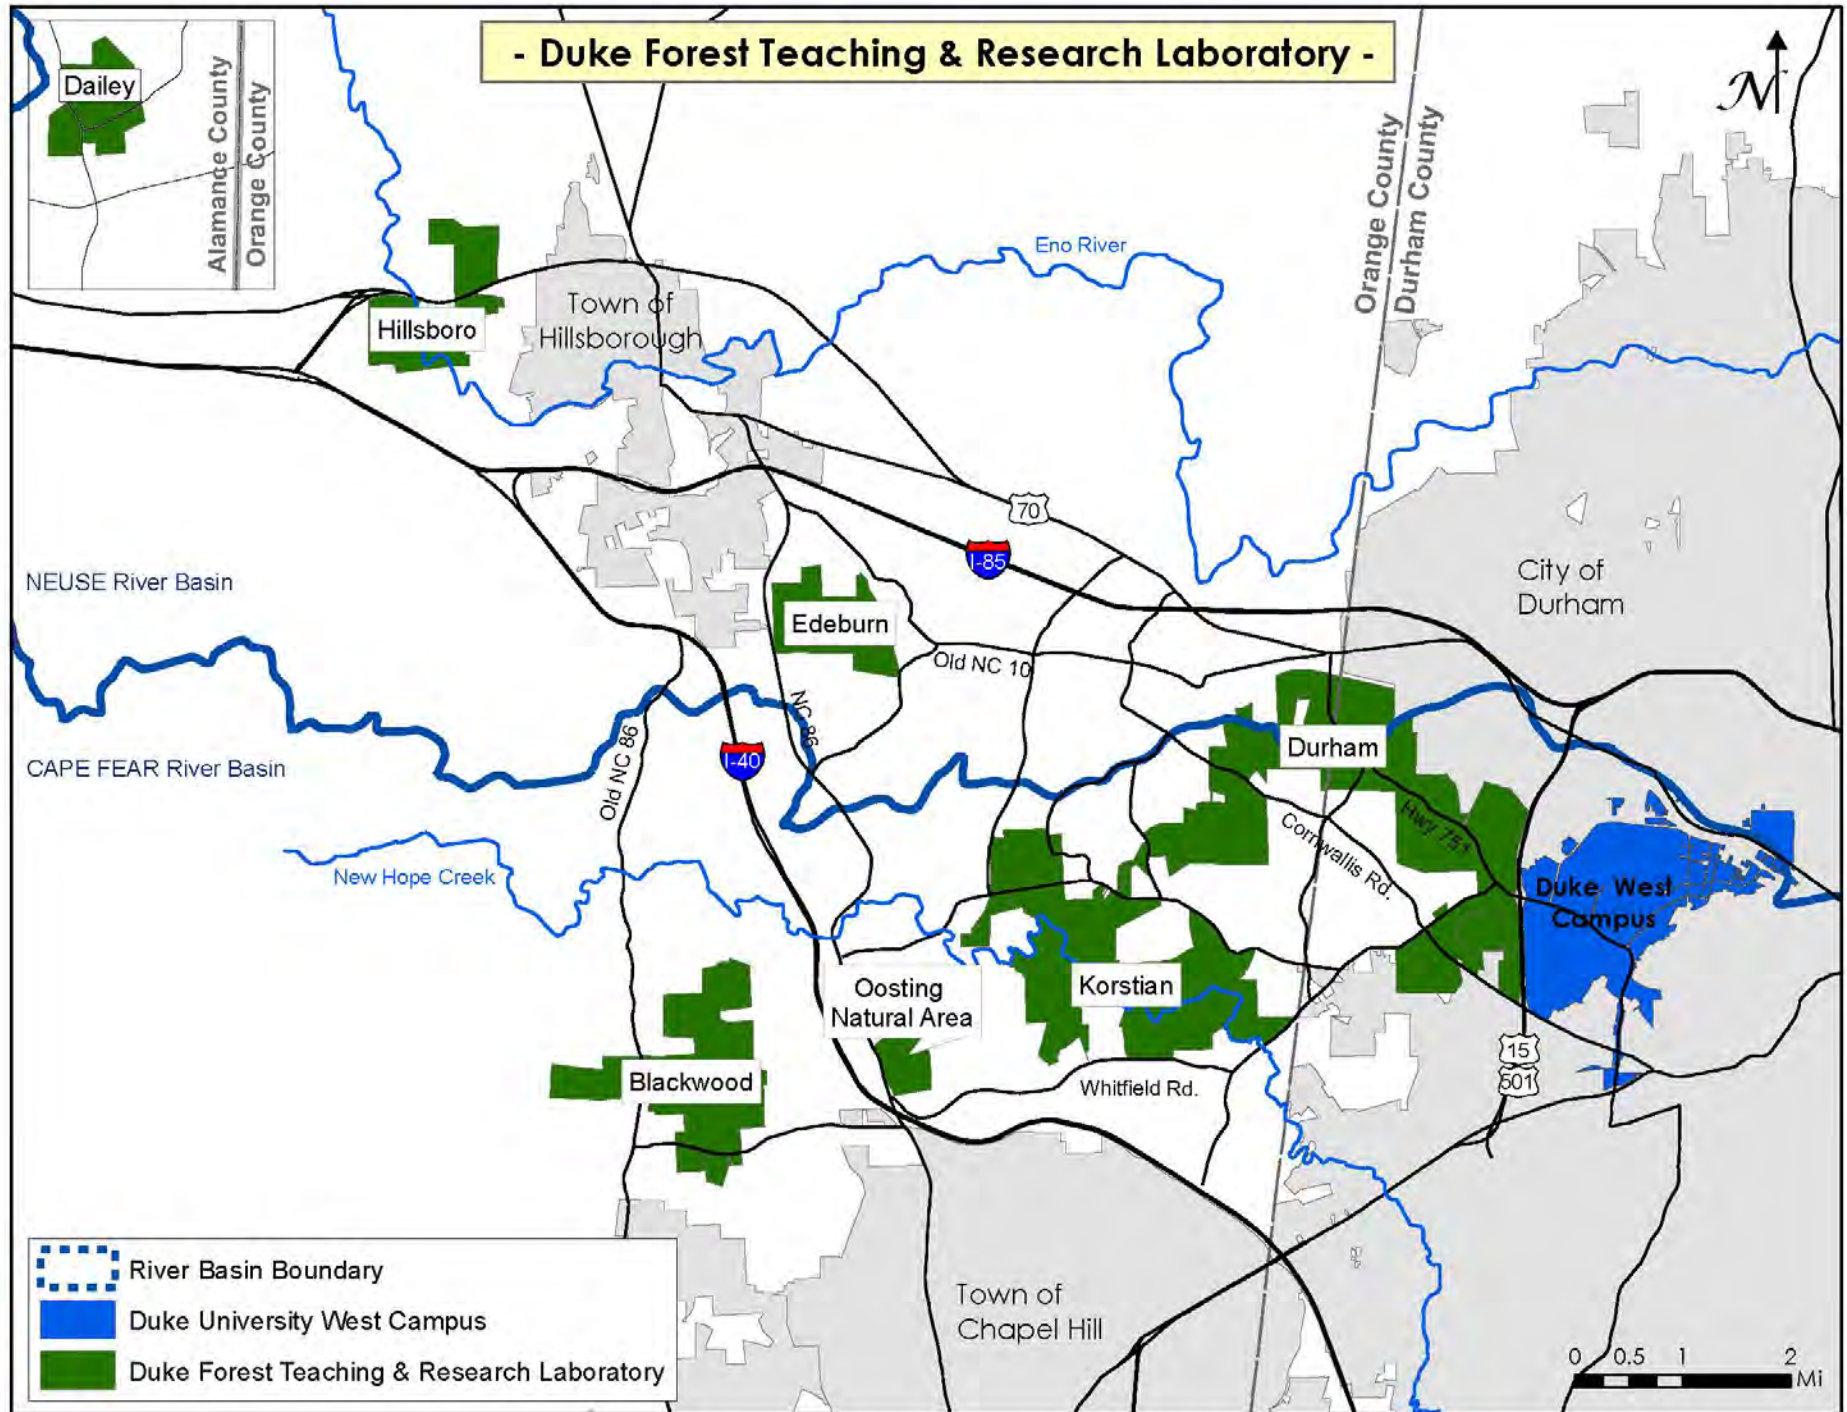 - Duke Forest Teaching & Research Laboratory -
N
Dailey
Alamance County
Orange County
Orange County
Durham County
Eno River
Town of
Hillsborough
Hillsboro
70
I-85
City of
Durham
NEUSE River Basin
Edeburn
Old NC 10
NC 86
Old NC 86
I-40
CAPE FEAR River Basin
Durham
Hwy 751
Cornwallis Rd.
New Hope Creek
Duke West
Campus
Oosting
Natural Area
Korstian
Blackwood
Whitfield Rd.
15
501
Town of
Chapel Hill
River Basin Boundary
Duke University West Campus
Duke Forest Teaching & Research Laboratory
0 0.5 1 2
Mi